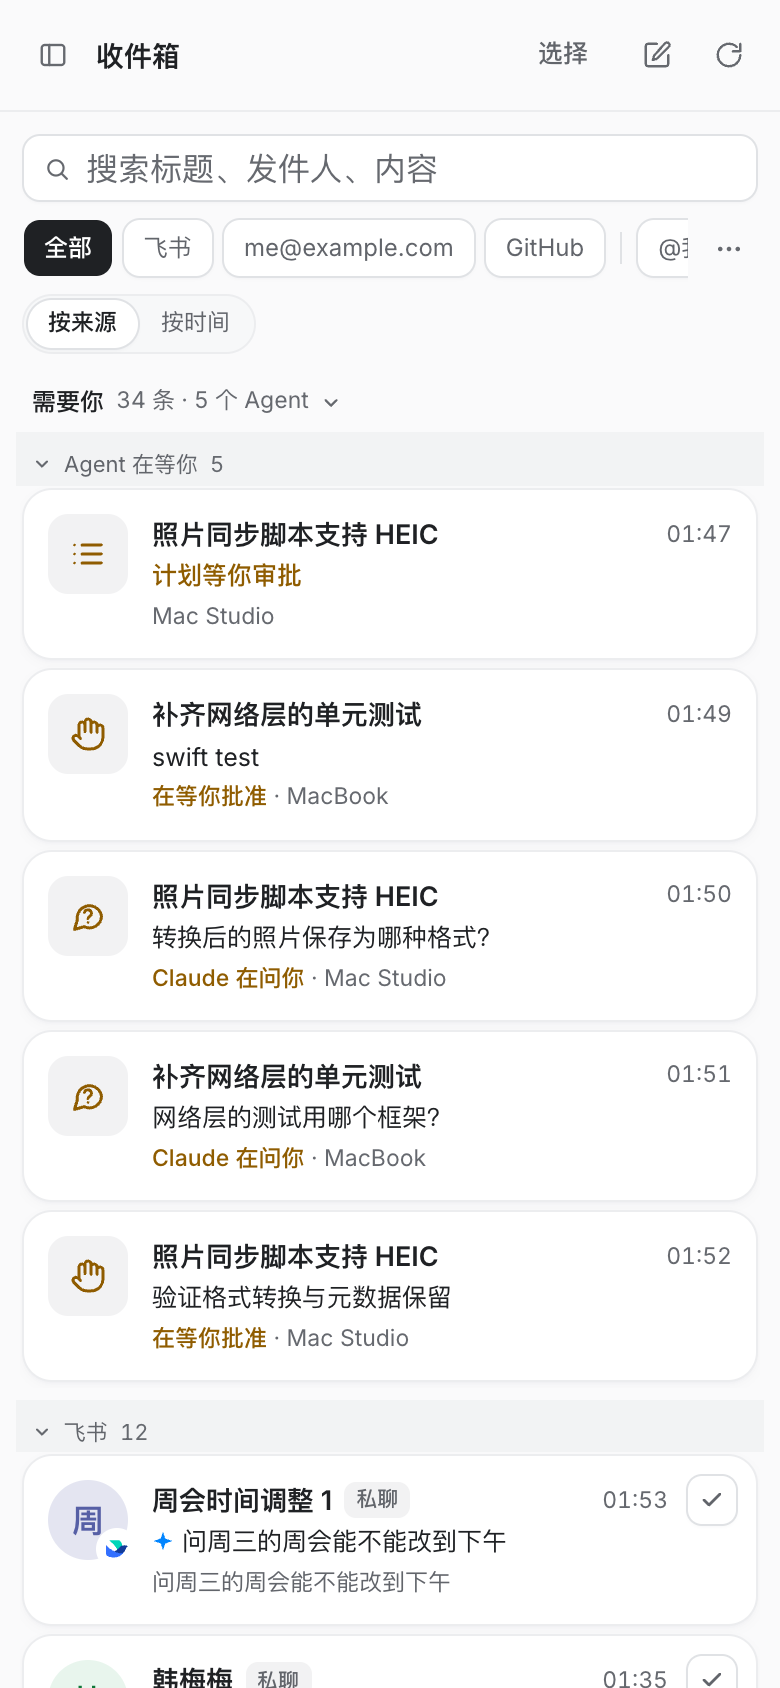 收件箱
选择
搜索标题、发件人、内容
全部 飞书 me@example.com GitHub @
按来源 按时间
需要你 34 条 · 5 个 Agent
Agent 在等你 5
照片同步脚本支持 HEIC 01:47
计划等你审批
Mac Studio
补齐网络层的单元测试 01:49
swift test
在等你批准 · MacBook
照片同步脚本支持 HEIC 01:50
转换后的照片保存为哪种格式?
Claude 在问你 · Mac Studio
补齐网络层的单元测试 01:51
网络层的测试用哪个框架?
Claude 在问你 · MacBook
照片同步脚本支持 HEIC 01:52
验证格式转换与元数据保留
在等你批准 · Mac Studio
飞书 12
周
周会时间调整 1 私聊 01:53
问周三的周会能不能改到下午
问周三的周会能不能改到下午
韩梅梅 私聊 01:35